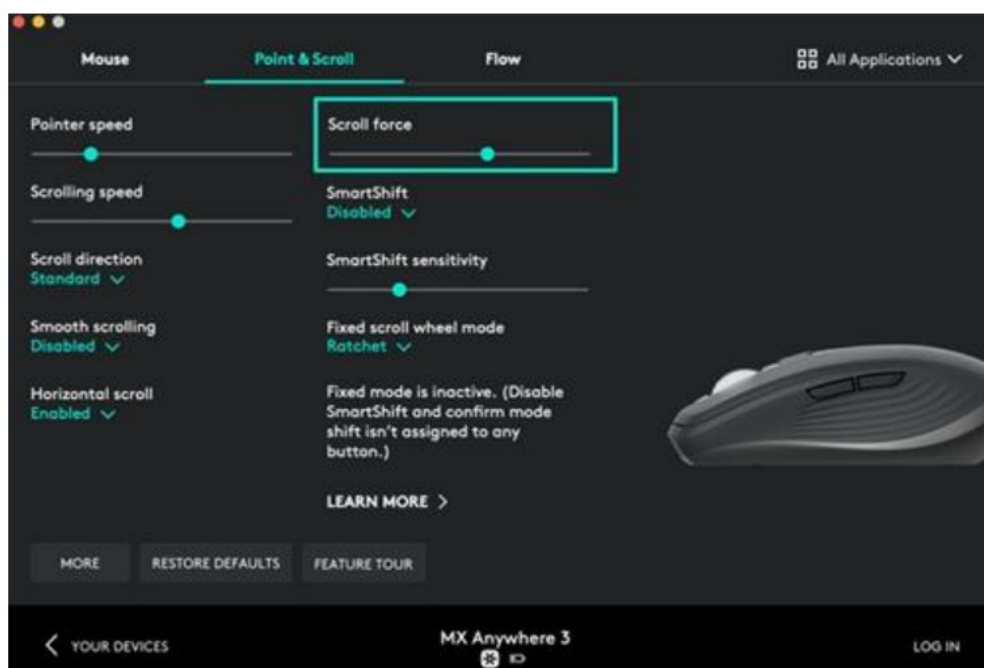 Mouse
Point & Scroll
Flow
All Applications
Pointer speed
Scrolling speed
Scroll direction
Standard
Smooth scrolling
Disabled
Horizontal scroll
Enabled
Scroll force
SmartShift
Disabled
SmartShift sensitivity
Fixed scroll wheel mode
Ratchet
Fixed mode is inactive. (Disable
SmartShift and confirm mode
shift isn't assigned to any
button.)
LEARN MORE
MORE
RESTORE DEFAULTS
FEATURE TOUR
YOUR DEVICES
MX Anywhere 3
LOG IN